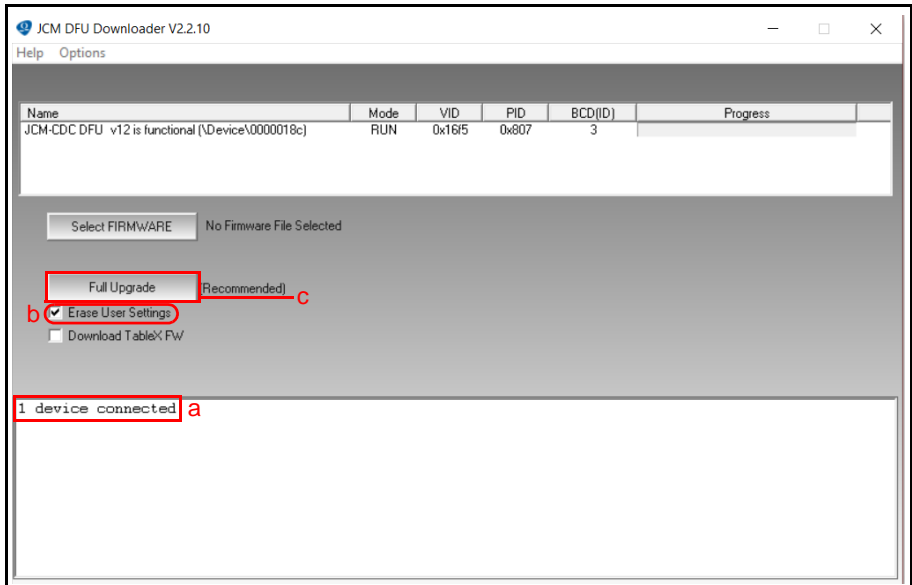 JCM DFU Downloader V2.2.10
Help Options
Name Mode VID PID BCD(ID) Progress
JCM-CDC DFU v12 is functional (\Device\0000018c) RUN 0x16f5 0x807 3
Select FIRMWARE No Firmware File Selected
Full Upgrade (Recommended) c
b Erase User Settings
Download TableX FW
1 device connected a